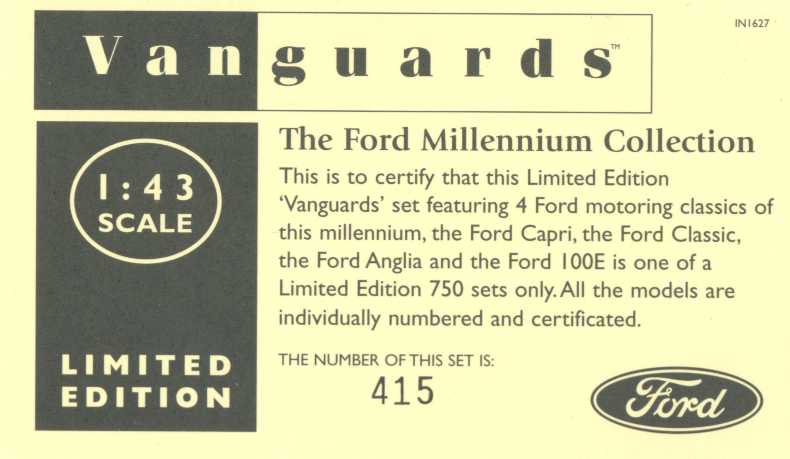 IN1627
Vanguards™
1:43
SCALE
LIMITED
EDITION
The Ford Millennium Collection
This is to certify that this Limited Edition
‘Vanguards’ set featuring 4 Ford motoring classics of
this millennium, the Ford Capri, the Ford Classic,
the Ford Anglia and the Ford 100E is one of a
Limited Edition 750 sets only. All the models are
individually numbered and certificated.
THE NUMBER OF THIS SET IS:
415
Ford